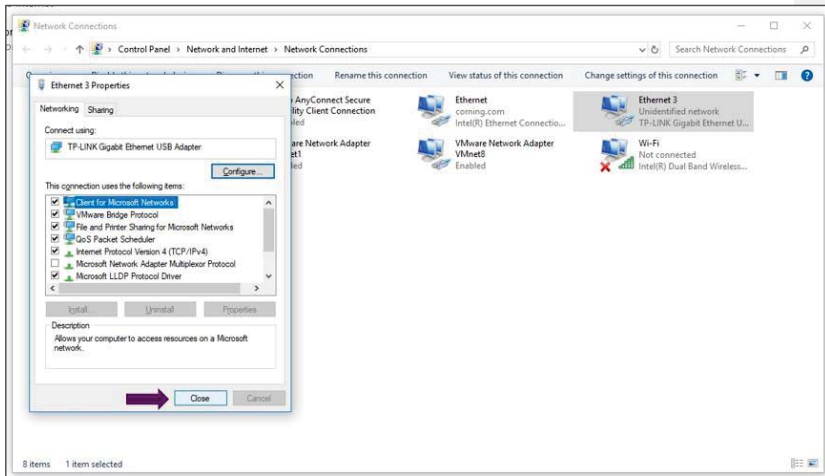 Network Connections
Control Panel › Network and Internet › Network Connections
Search Network Connections
ection Rename this connection View status of this connection Change settings of this connection
Ethernet 3 Properties
Networking Sharing
Connect using:
TP-LINK Gigabit Ethernet USB Adapter
Configure...
This connection uses the following items:
Client for Microsoft Networks
VMware Bridge Protocol
File and Printer Sharing for Microsoft Networks
QoS Packet Scheduler
Internet Protocol Version 4 (TCP/IPv4)
Microsoft Network Adapter Multiplexor Protocol
Microsoft LLDP Protocol Driver
Install... Uninstall Properties
Description
Allows your computer to access resources on a Microsoft
network.
Close Cancel
AnyConnect Secure
lity Client Connection
led
are Network Adapter
et1
led
Ethernet
corning.com
Intel(R) Ethernet Connectio...
VMware Network Adapter
VMnet8
Enabled
Ethernet 3
Unidentified network
TP-LINK Gigabit Ethernet U...
Wi-Fi
Not connected
Intel(R) Dual Band Wireless...
8 items 1 item selected